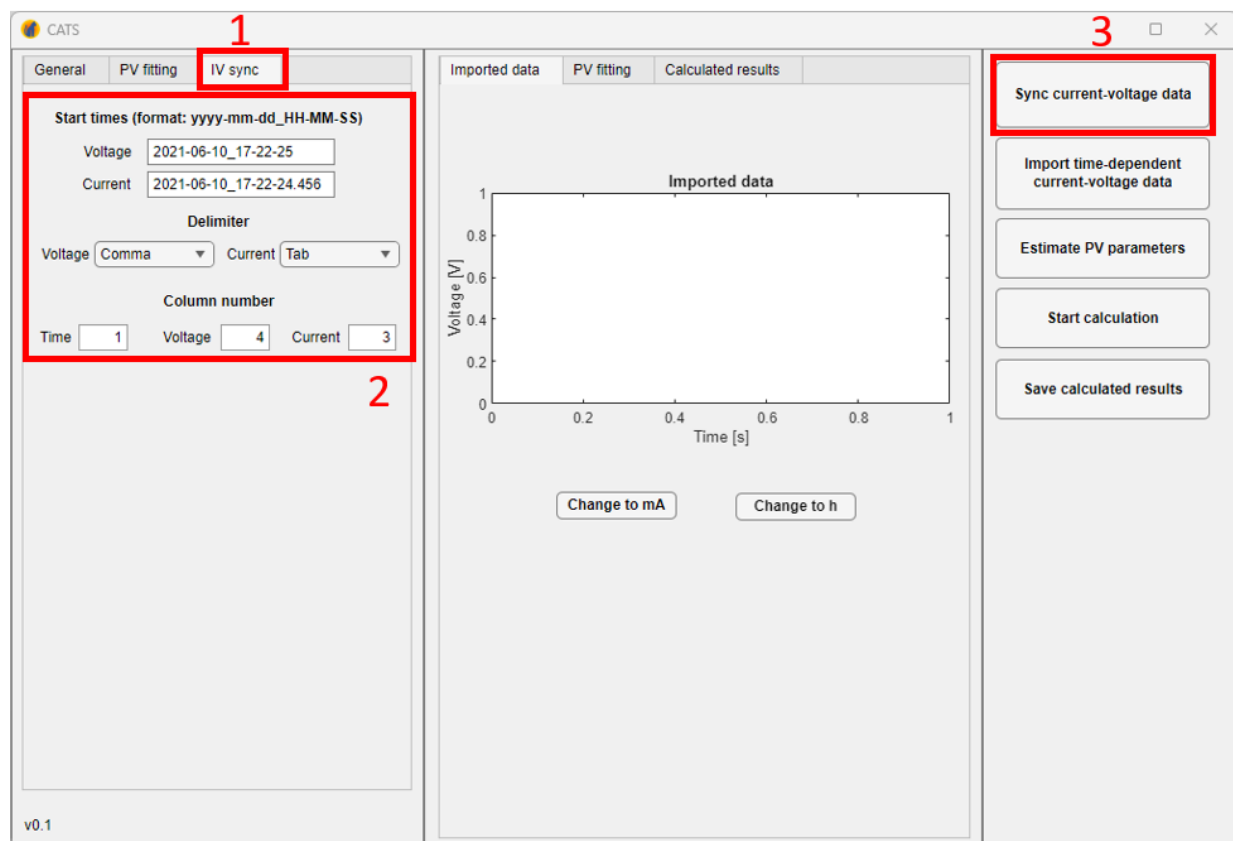 CATS
1
3
General PV fitting IV sync
Start times (format: yyyy-mm-dd_HH-MM-SS)
Voltage 2021-06-10_17-22-25
Current 2021-06-10_17-22-24.456
Delimiter
Voltage Comma Current Tab
Column number
Time 1 Voltage 4 Current 3
2
v0.1
Imported data PV fitting Calculated results
Imported data
1
0.8
0.6
0.4
0.2
0
Voltage [V]
0 0.2 0.4 0.6 0.8 1
Time [s]
Change to mA Change to h
Sync current-voltage data
Import time-dependent
current-voltage data
Estimate PV parameters
Start calculation
Save calculated results